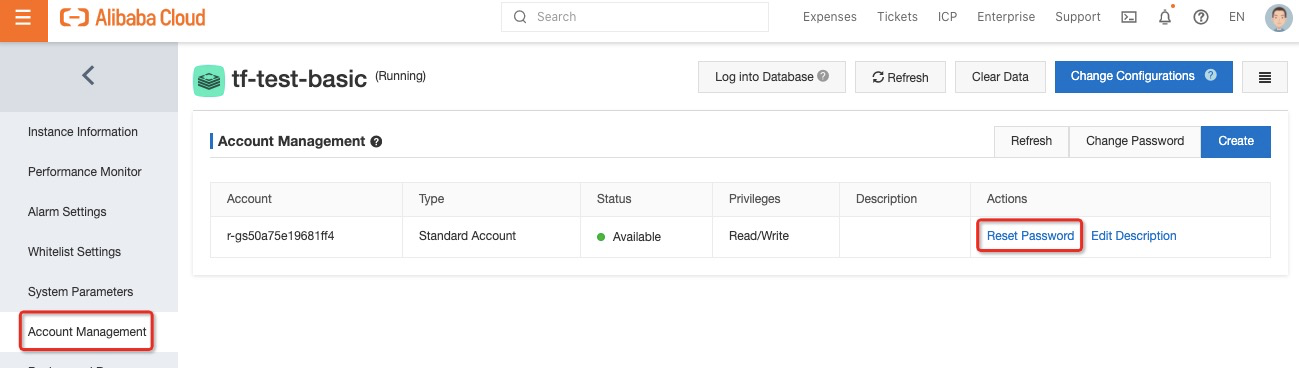 Alibaba Cloud
Search
Expenses Tickets ICP Enterprise Support EN
tf-test-basic (Running)
Log into Database Refresh Clear Data Change Configurations
Instance Information
Performance Monitor
Alarm Settings
Whitelist Settings
System Parameters
Account Management
Account Management Refresh Change Password Create
Account Type Status Privileges Description Actions
r-gs50a75e19681ff4 Standard Account Available Read/Write Reset Password Edit Description